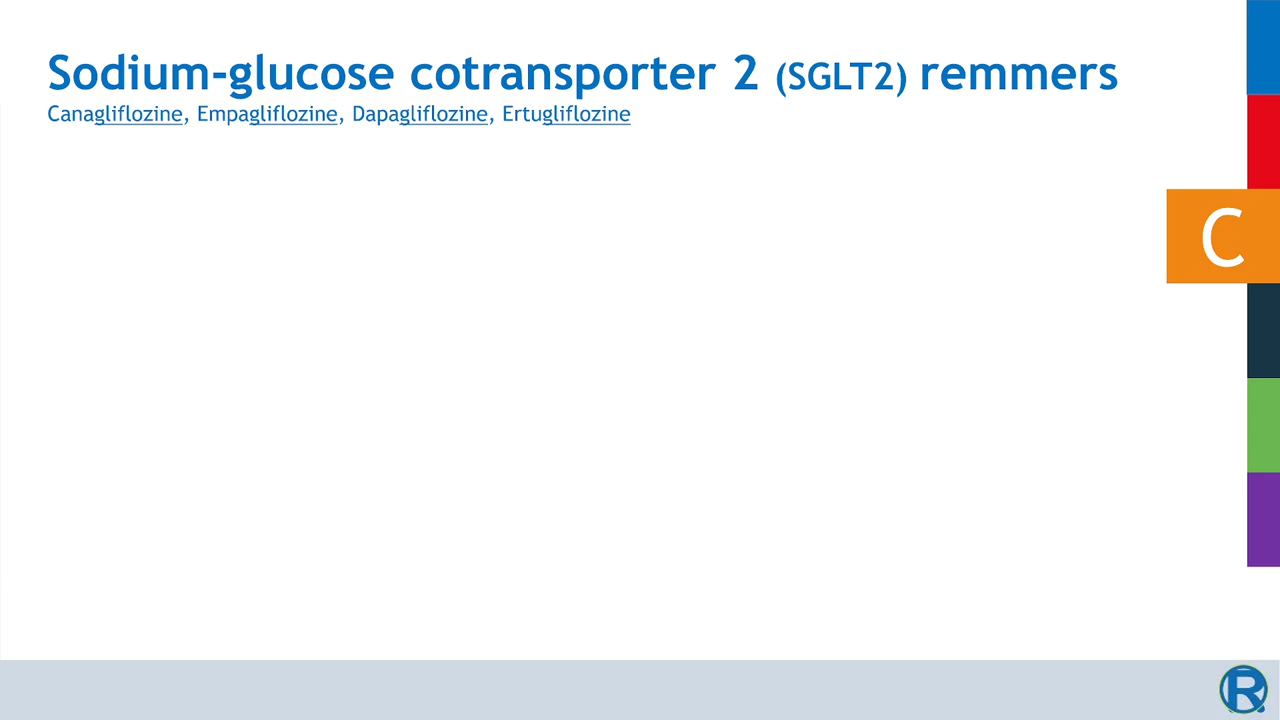 Sodium-glucose cotransporter 2 (SGLT2) remmers
Canagliflozine, Empagliflozine, Dapagliflozine, Ertugliflozine
C
R